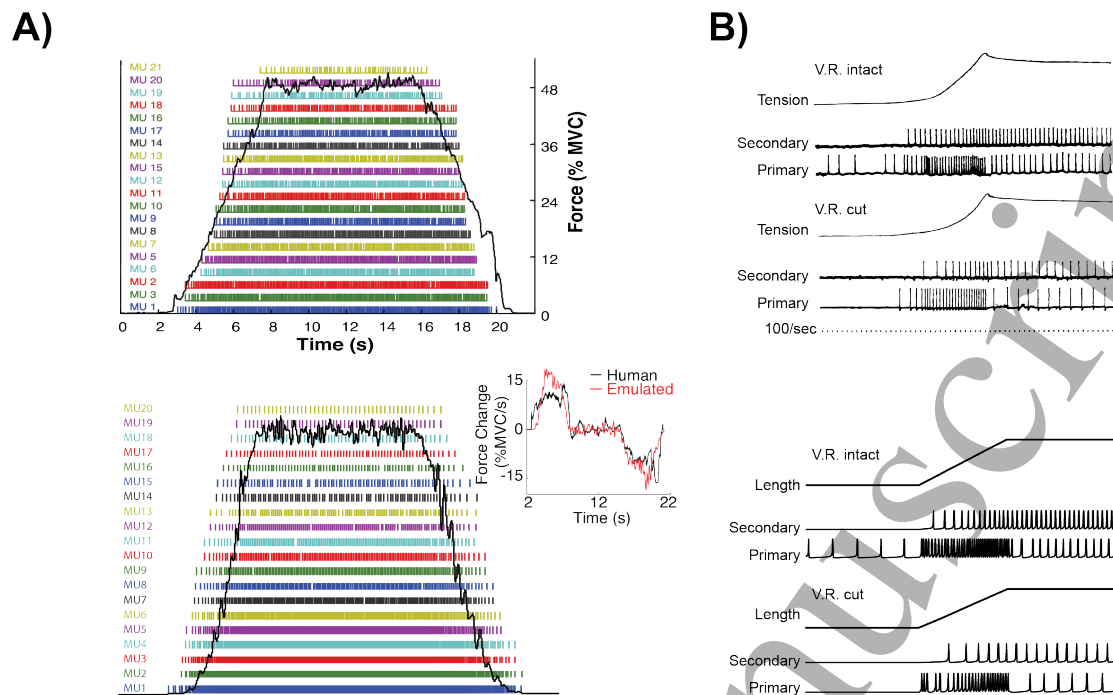 A)
MU 21
MU 20
MU 19
MU 18
MU 16
MU 17
MU 14
MU 13
MU 15
MU 12
MU 11
MU 10
MU 9
MU 8
MU 7
MU 5
MU 6
MU 2
MU 3
MU 1
48
36
24
12
0
Force (% MVC)
0 2 4 6 8 10 12 14 16 18 20
Time (s)
MU20
MU19
MU18
MU17
MU16
MU15
MU14
MU13
MU12
MU11
MU10
MU9
MU8
MU7
MU6
MU5
MU4
MU3
MU2
MU1
Human
Emulated
Force Change
(%MVC/s)
15
0
-15
2 12 22
Time (s)
B)
V.R. intact
Tension
Secondary
Primary
V.R. cut
Tension
Secondary
Primary
100/sec
V.R. intact
Length
Secondary
Primary
V.R. cut
Length
Secondary
Primary
nuscri